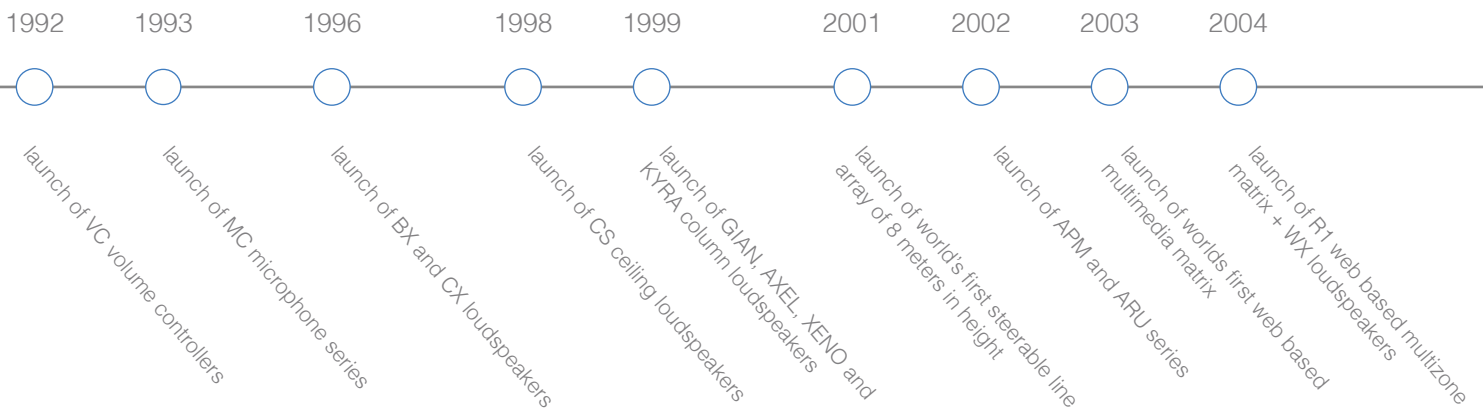 1992
launch of VC volume controllers
1993
launch of MC microphone series
1996
launch of BX and CX loudspeakers
1998
launch of CS ceiling loudspeakers
1999
launch of GIAN, AXEL, XENO and
KYRA column loudspeakers
2001
launch of world's first steerable line
array of 8 meters in height
2002
launch of APM and ARU series
2003
launch of worlds first web based
multimedia matrix
2004
launch of R1 web based multizone
matrix + WX loudspeakers